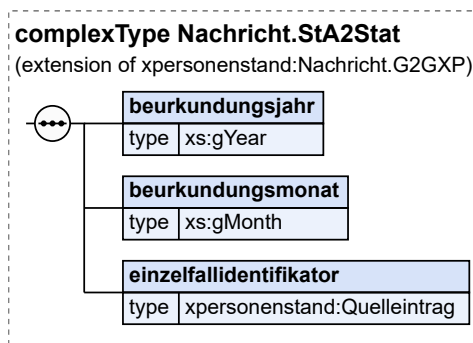 complexType Nachricht.StA2Stat
(extension of xpersonenstand:Nachricht.G2GXP)
beurkundungsjahr
type xs:gYear
beurkundungsmonat
type xs:gMonth
einzelfallidentifikator
type xpersonenstand:Quelleintrag